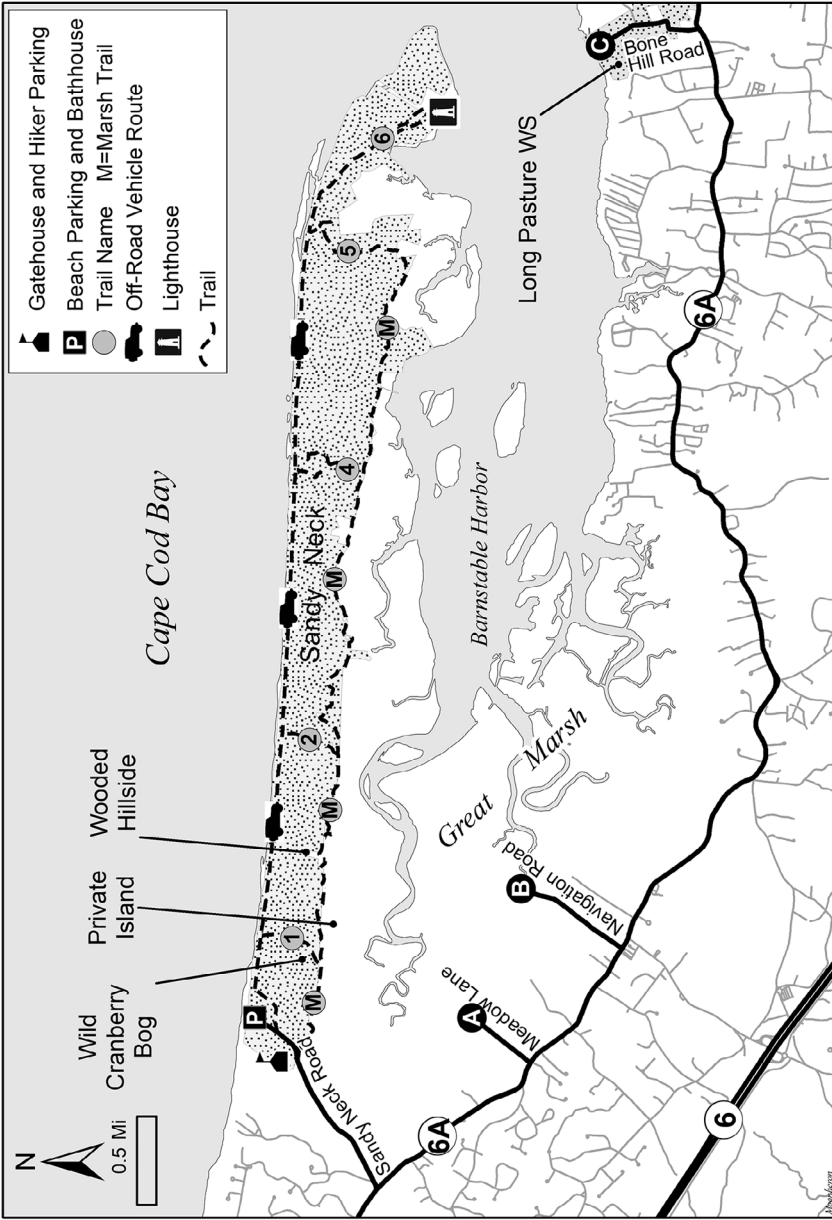 N
0.5 Mi
Wild
Cranberry
Bog
Private
Island
Wooded
Hillside
Cape Cod Bay
Gatehouse and Hiker Parking
P Beach Parking and Bathhouse
Trail Name M=Marsh Trail
Off-Road Vehicle Route
Lighthouse
Trail
P
1
M
M
2
Sandy Neck
M
4
M
5
6
Sandy Neck Road
6A
A
Meadow Lane
B
Navigation Road
Great
Marsh
Barnstable Harbor
Long Pasture WS
C
Bone
Hill Road
6A
6